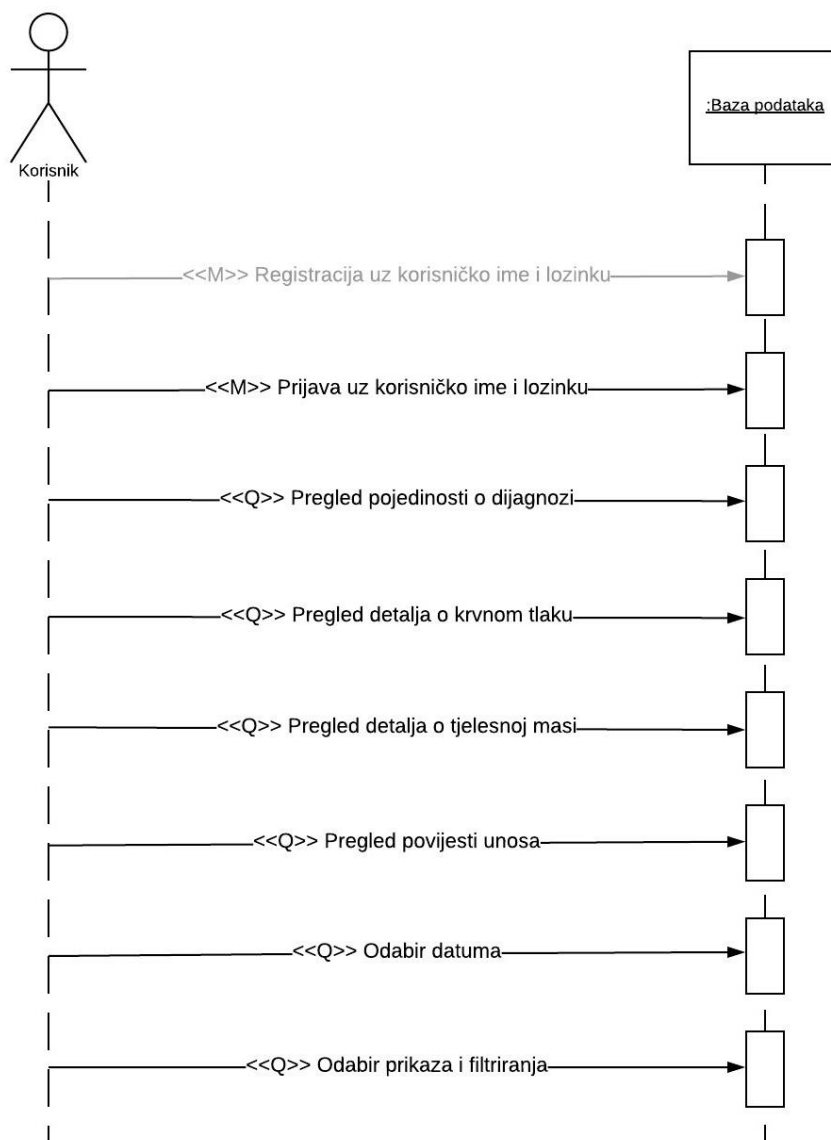 :Baza podataka
Korisnik
<<M>> Registracija uz korisničko ime i lozinku
<<M>> Prijava uz korisničko ime i lozinku
<<Q>> Pregled pojedinosti o dijagnozi
<<Q>> Pregled detalja o krvnom tlaku
<<Q>> Pregled detalja o tjelesnoj masi
<<Q>> Pregled povijesti unosa
<<Q>> Odabir datuma
<<Q>> Odabir prikaza i filtriranja